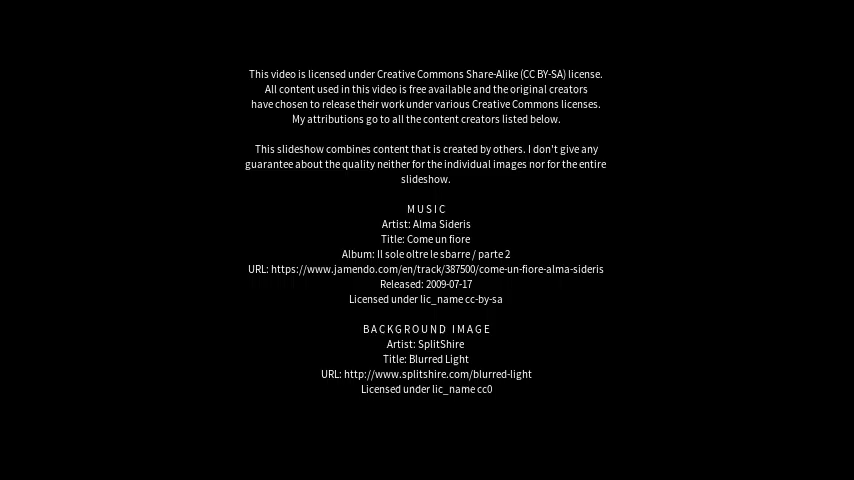 This video is licensed under Creative Commons Share-Alike (CC BY-SA) license.
All content used in this video is free available and the original creators
have chosen to release their work under various Creative Commons licenses.
My attributions go to all the content creators listed below.
This slideshow combines content that is created by others. I don't give any
guarantee about the quality neither for the individual images nor for the entire
slideshow.
MUSIC
Artist: Alma Sideris
Title: Come un fiore
Album: Il sole oltre le sbarre / parte 2
URL: https://www.jamendo.com/en/track/387500/come-un-fiore-alma-sideris
Released: 2009-07-17
Licensed under lic_name cc-by-sa
BACKGROUND IMAGE
Artist: SplitShire
Title: Blurred Light
URL: http://www.splitshire.com/blurred-light
Licensed under lic_name cc0